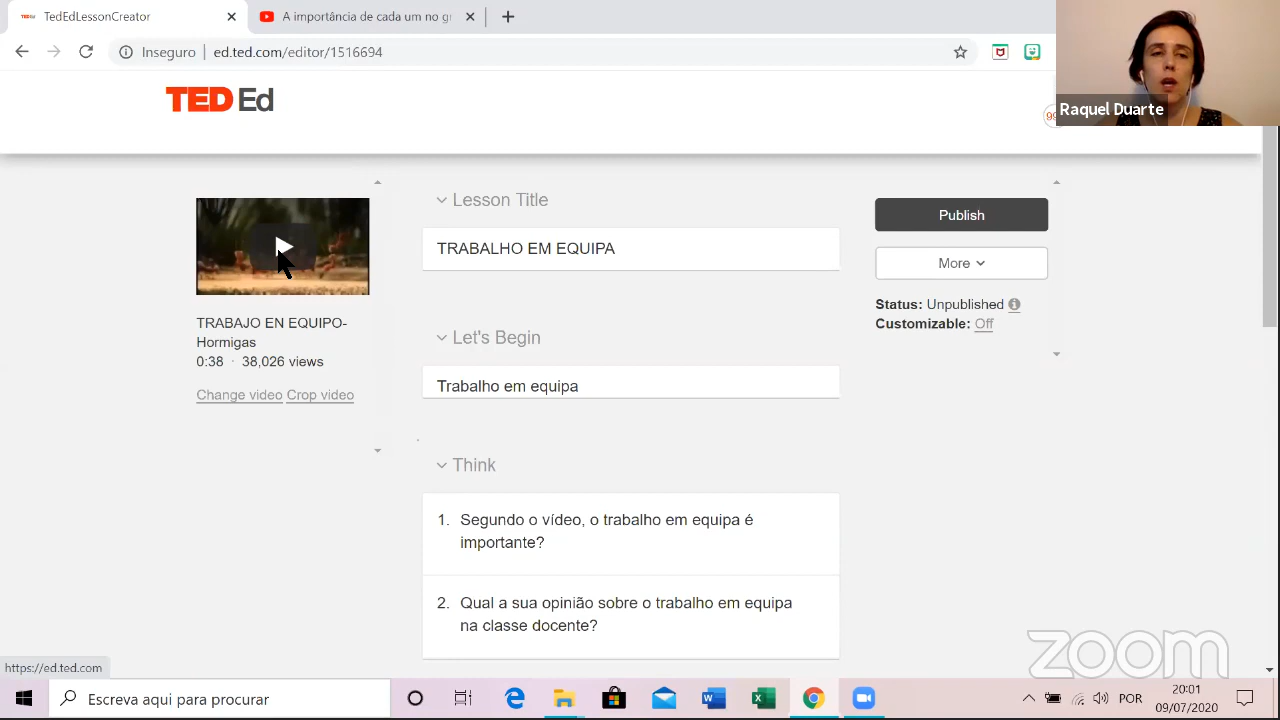 TED Ed TedEdLessonCreator
A importância de cada um no gr
Inseguro ed.ted.com/editor/1516694
TED Ed
Raquel Duarte
TRABAJO EN EQUIPO-
Hormigas
0:38 · 38,026 views
Change video Crop video
Lesson Title
TRABALHO EM EQUIPA
Let's Begin
Trabalho em equipa
Think
1. Segundo o vídeo, o trabalho em equipa é
importante?
2. Qual a sua opinião sobre o trabalho em equipa
na classe docente?
Publish
More
Status: Unpublished
Customizable: Off
zoom
https://ed.ted.com
Escreva aqui para procurar
POR
20:01
09/07/2020